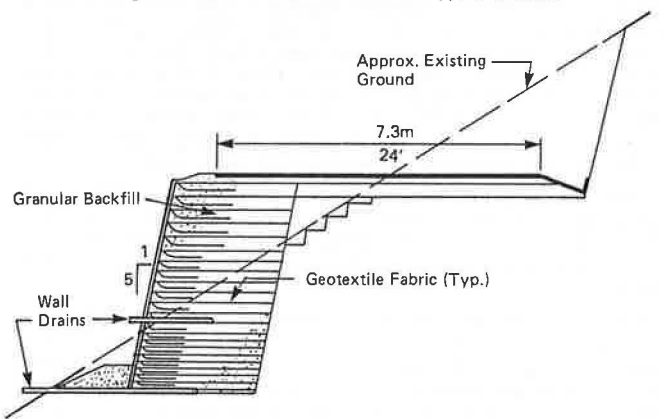 Approx. Existing
Ground
7.3m
24'
Granular Backfill
1
5
Geotextile Fabric (Typ.)
Wall
Drains